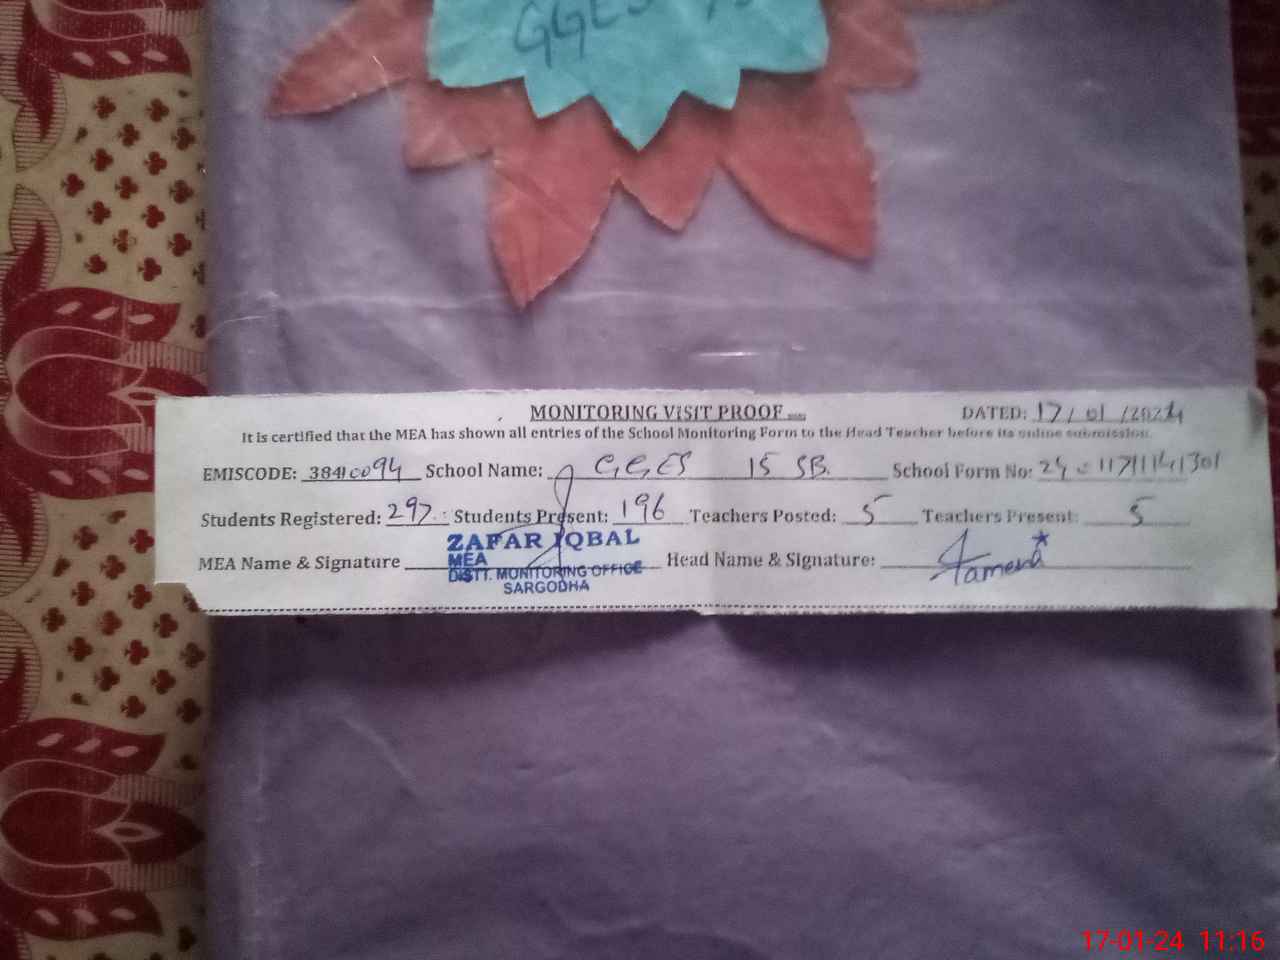 GGES
MONITORING VISIT PROOF DATED: 17/01/2024
It is certified that the MEA has shown all entries of the School Monitoring Form to the Head Teacher before its online submission.
EMISCODE: 38410094 School Name: GGES 15 SB. School Form No:
Students Registered: 297 Students Present: 196 Teachers Posted: 5 Teachers Present: 5
ZAFAR IQBAL
MEA
MEA Name & Signature Head Name & Signature:
DISTT. MONITORING OFFICE
SARGODHA
17-01-24 11:16